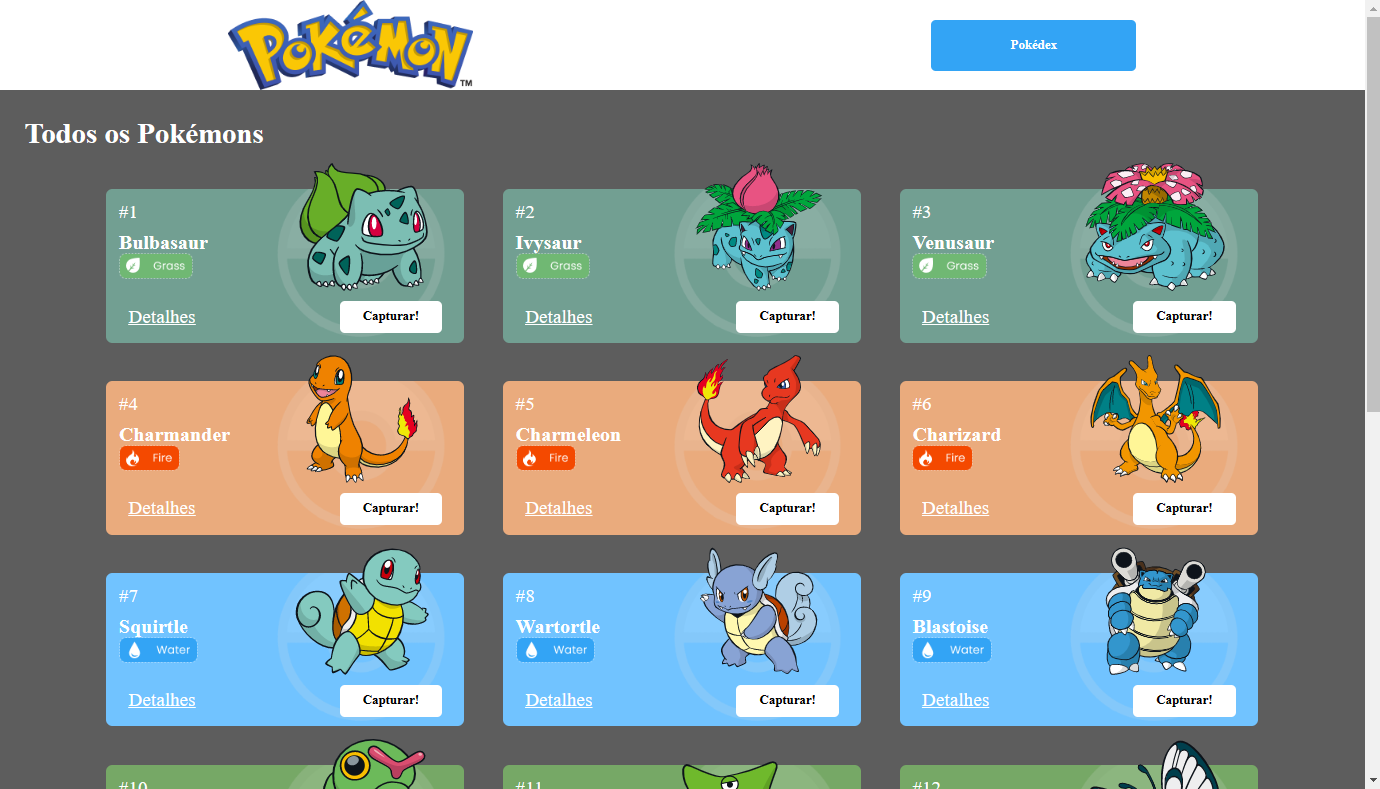 POKéMON
TM
Pokédex
Todos os Pokémons
#1
Bulbasaur
Grass
Detalhes
Capturar!
#2
Ivysaur
Grass
Detalhes
Capturar!
#3
Venusaur
Grass
Detalhes
Capturar!
#4
Charmander
Fire
Detalhes
Capturar!
#5
Charmeleon
Fire
Detalhes
Capturar!
#6
Charizard
Fire
Detalhes
Capturar!
#7
Squirtle
Water
Detalhes
Capturar!
#8
Wartortle
Water
Detalhes
Capturar!
#9
Blastoise
Water
Detalhes
Capturar!
#10
#11
#12